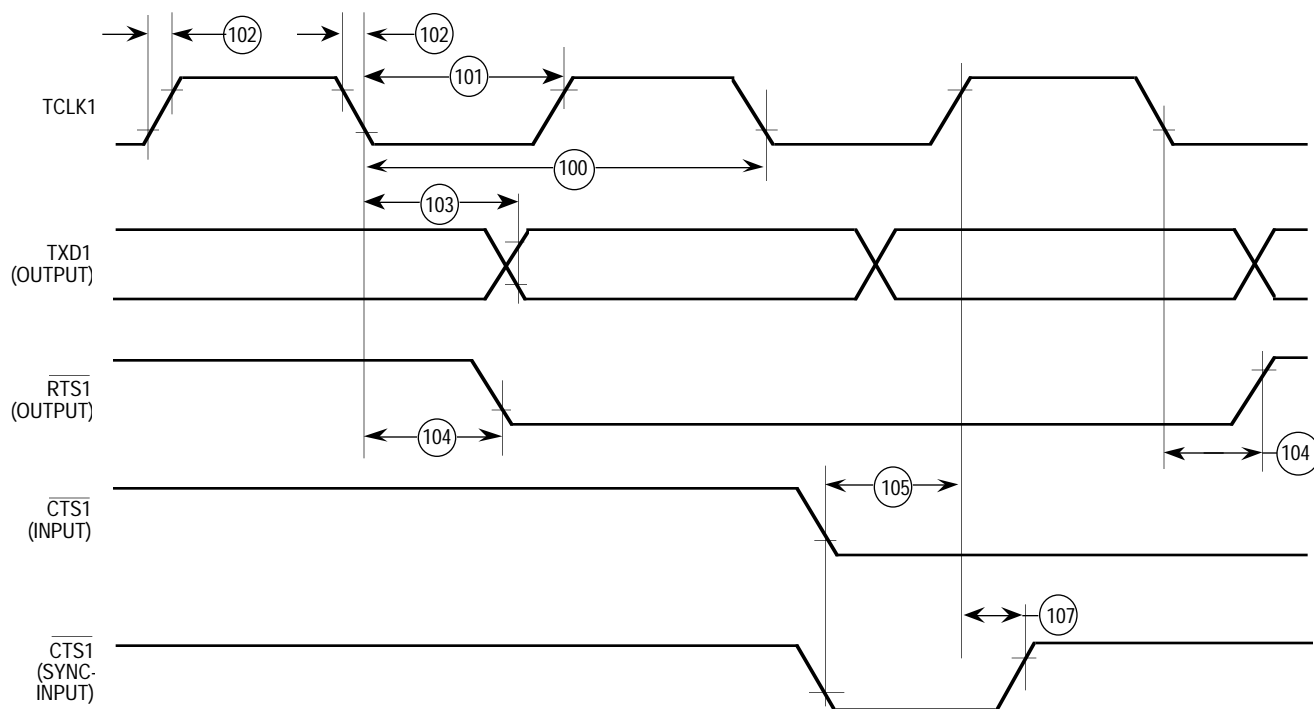 102
102
101
TCLK1
100
103
TXD1
(OUTPUT)
RTS1
(OUTPUT)
104
104
105
CTS1
(INPUT)
107
CTS1
(SYNC-
INPUT)